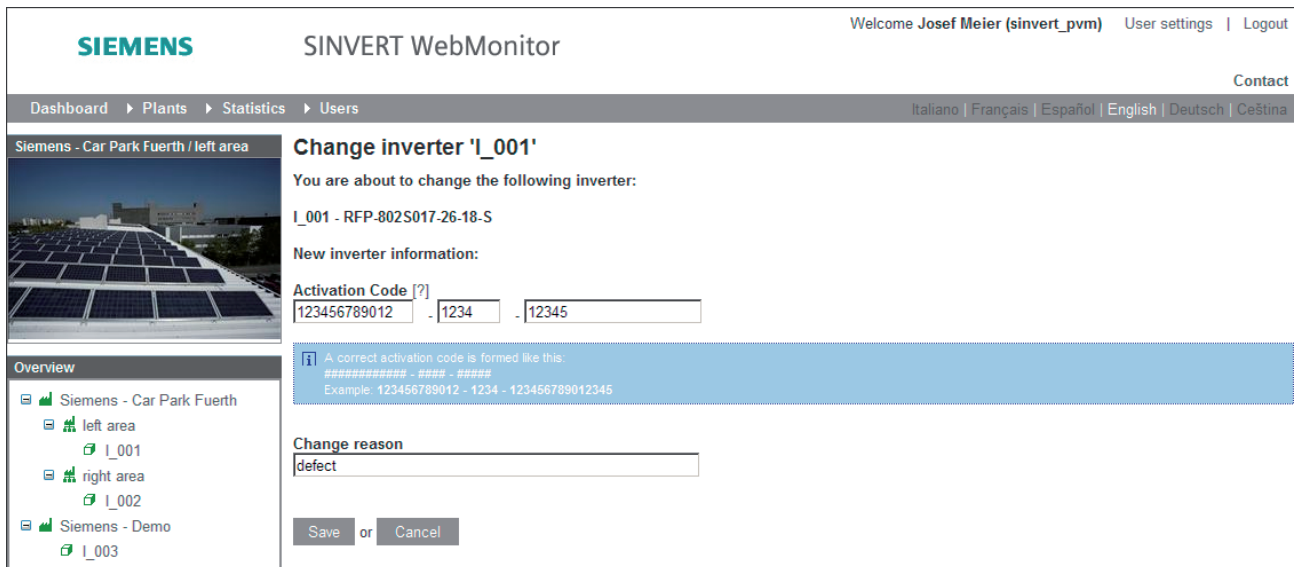 Welcome Josef Meier (sinvert_pvm) User settings | Logout
SIEMENS SINVERT WebMonitor
Contact
Dashboard Plants Statistics Users Italiano | Français | Español | English | Deutsch | Ceština
Siemens - Car Park Fuerth / left area
Change inverter 'I_001'
You are about to change the following inverter:
I_001 - RFP-802S017-26-18-S
New inverter information:
Activation Code [?]
123456789012 - 1234 - 12345
A correct activation code is formed like this:
############ - #### - #####
Example: 123456789012 - 1234 - 123456789012345
Overview
Siemens - Car Park Fuerth
left area
I_001
right area
I_002
Siemens - Demo
I_003
Change reason
defect
Save or Cancel